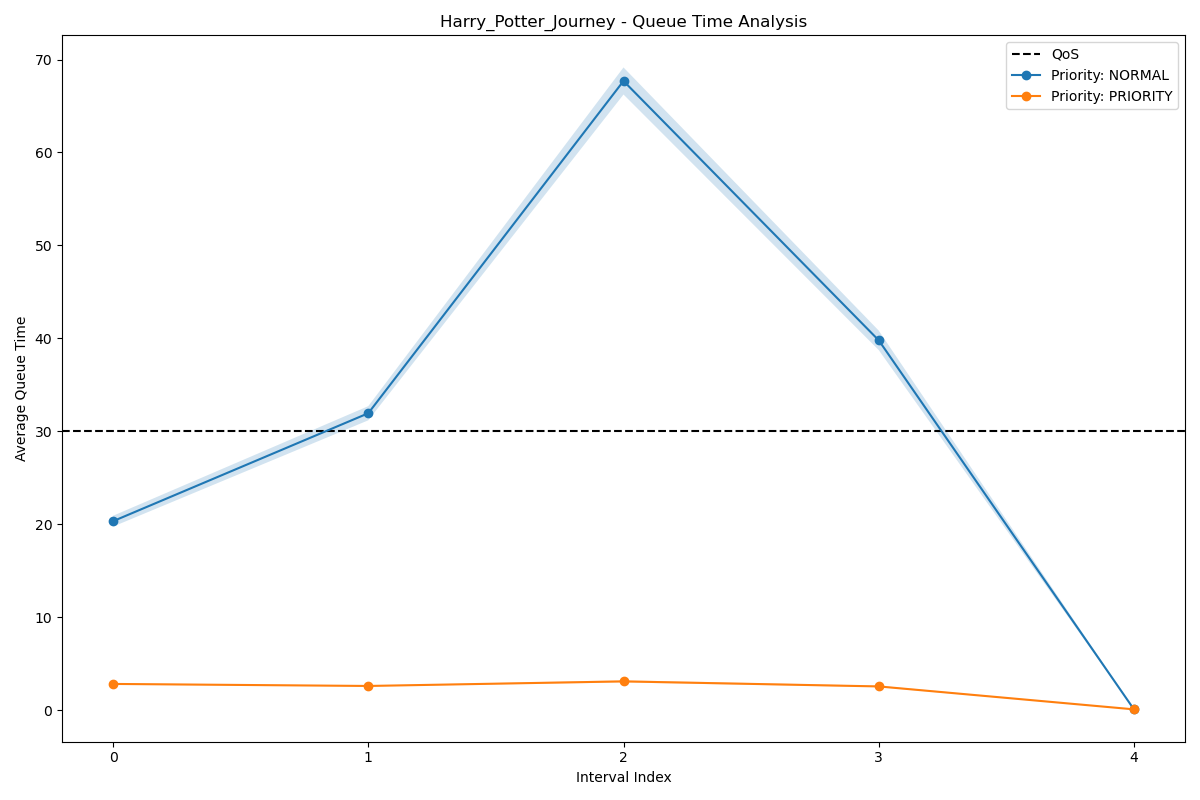 Harry_Potter_Journey - Queue Time Analysis
QoS
Priority: NORMAL
Priority: PRIORITY
Average Queue Time
70
60
50
40
30
20
10
0
0 1 2 3 4
Interval Index